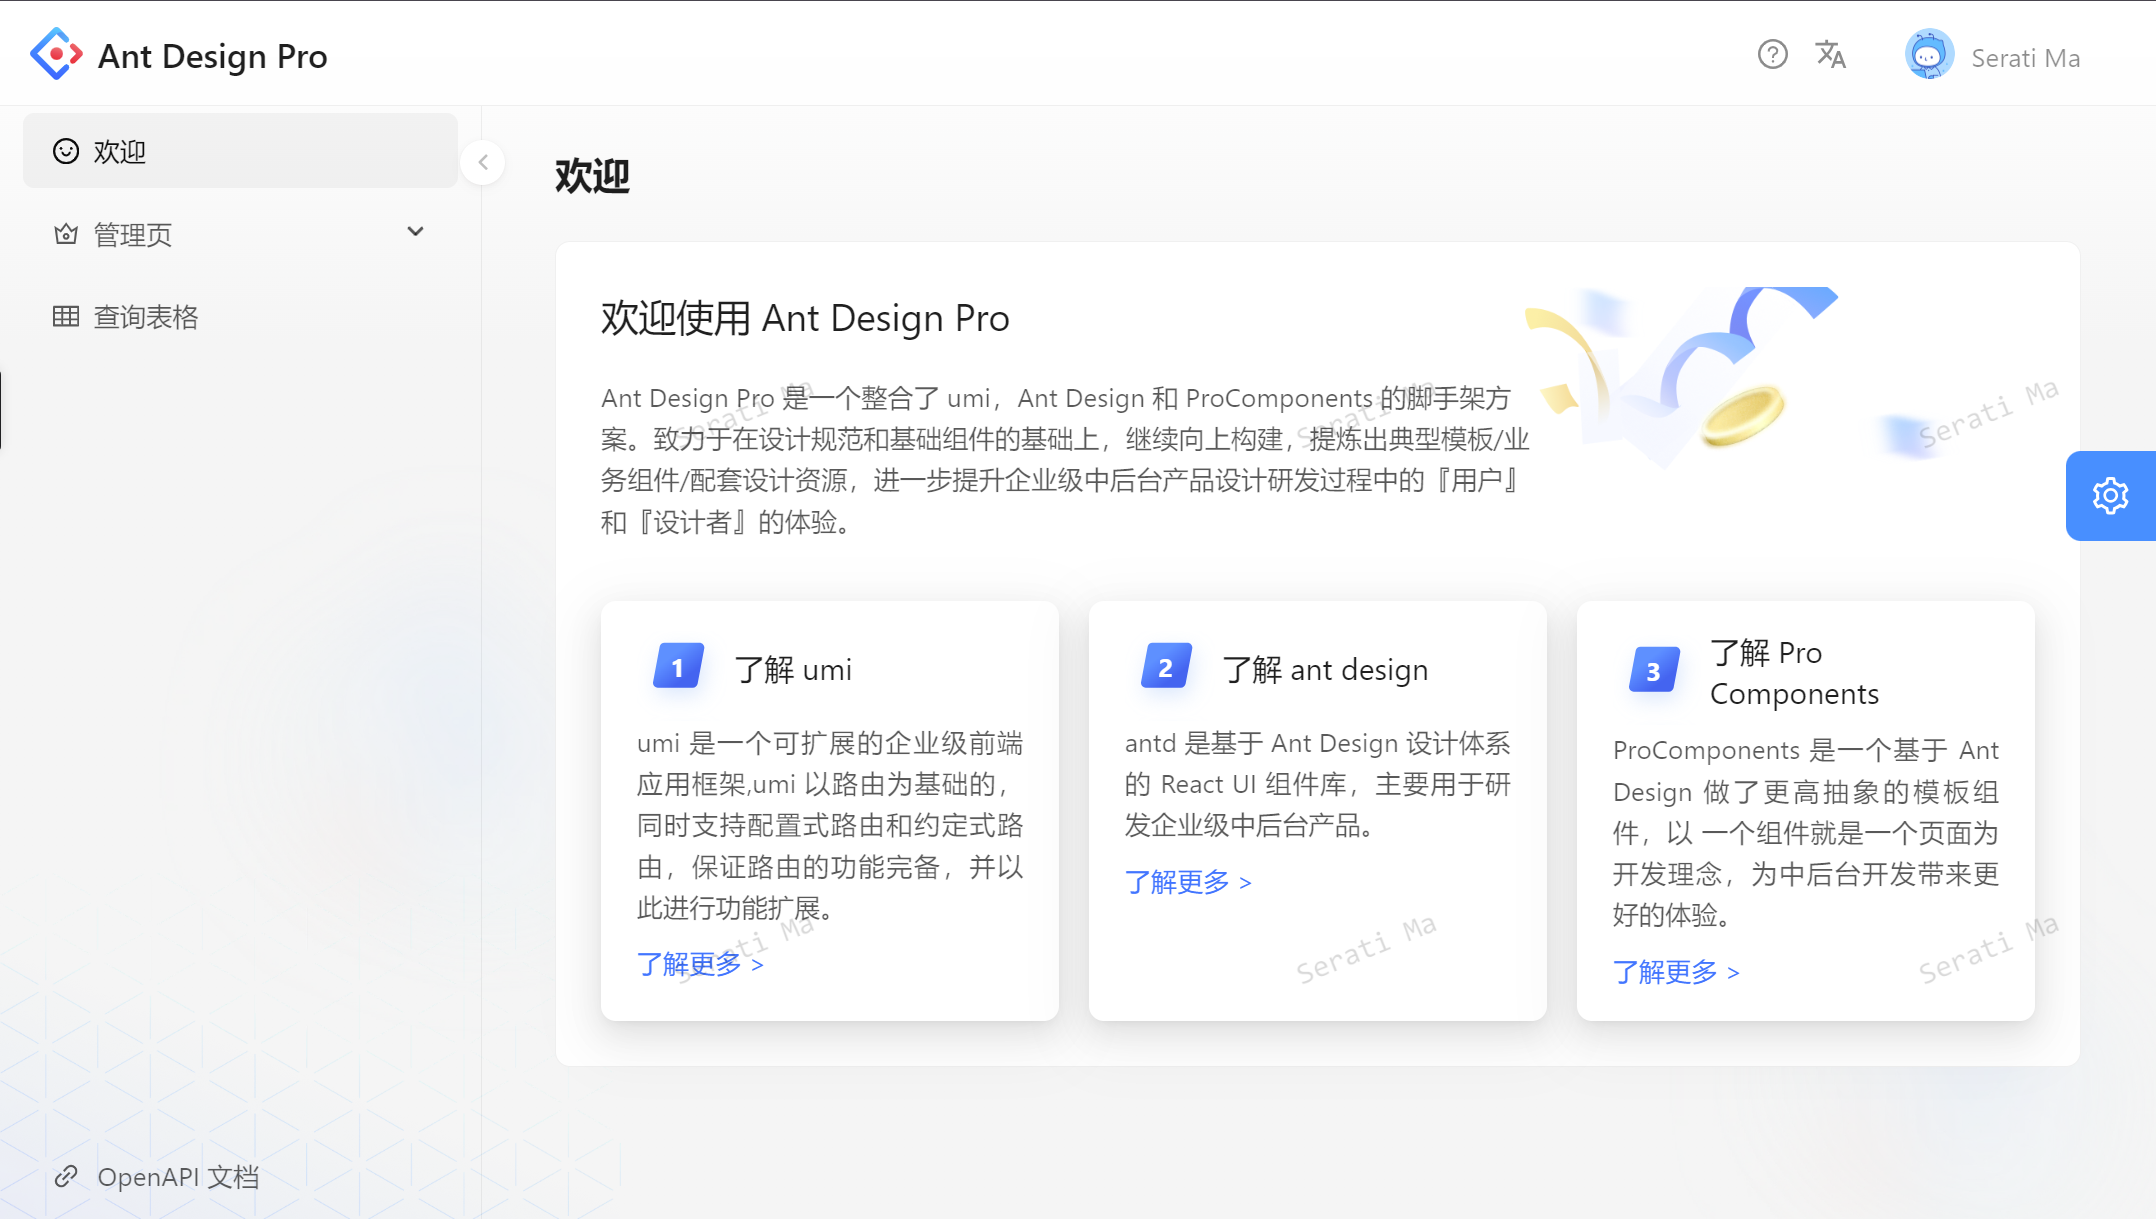 Ant Design Pro
Serati Ma
欢迎
管理页
查询表格
OpenAPI 文档
欢迎
欢迎使用 Ant Design Pro
Ant Design Pro 是一个整合了 umi，Ant Design 和 ProComponents 的脚手架方
案。致力于在设计规范和基础组件的基础上，继续向上构建，提炼出典型模板/业
务组件/配套设计资源，进一步提升企业级中后台产品设计研发过程中的『用户』
和『设计者』的体验。
Serati Ma
Serati Ma
Serati Ma
1
了解 umi
umi 是一个可扩展的企业级前端
应用框架,umi 以路由为基础的，
同时支持配置式路由和约定式路
由，保证路由的功能完备，并以
此进行功能扩展。
了解更多 >
2
了解 ant design
antd 是基于 Ant Design 设计体系
的 React UI 组件库，主要用于研
发企业级中后台产品。
了解更多 >
3
了解 Pro
Components
ProComponents 是一个基于 Ant
Design 做了更高抽象的模板组
件，以 一个组件就是一个页面为
开发理念，为中后台开发带来更
好的体验。
了解更多 >
Serati Ma
Serati Ma
Serati Ma